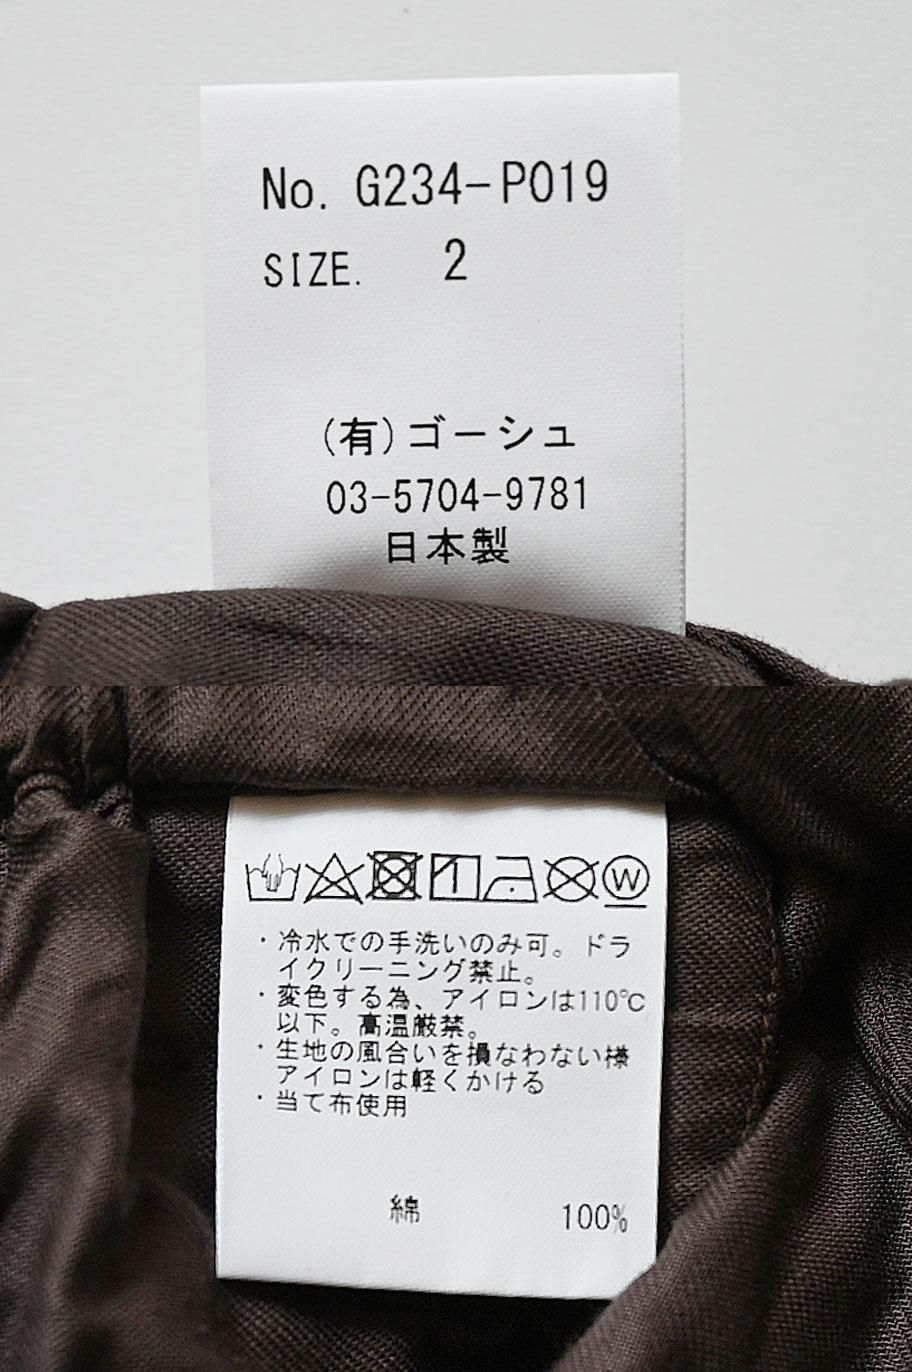 No. G234-P019
SIZE. 2
(有)ゴーシュ
03-5704-9781
日本製
W
・冷水での手洗いのみ可。ドラ
イクリーニング禁止。
・変色する為、アイロンは110℃
以下。高温厳禁。
・生地の風合いを損なわない様
アイロンは軽くかける
・当て布使用
綿 100%